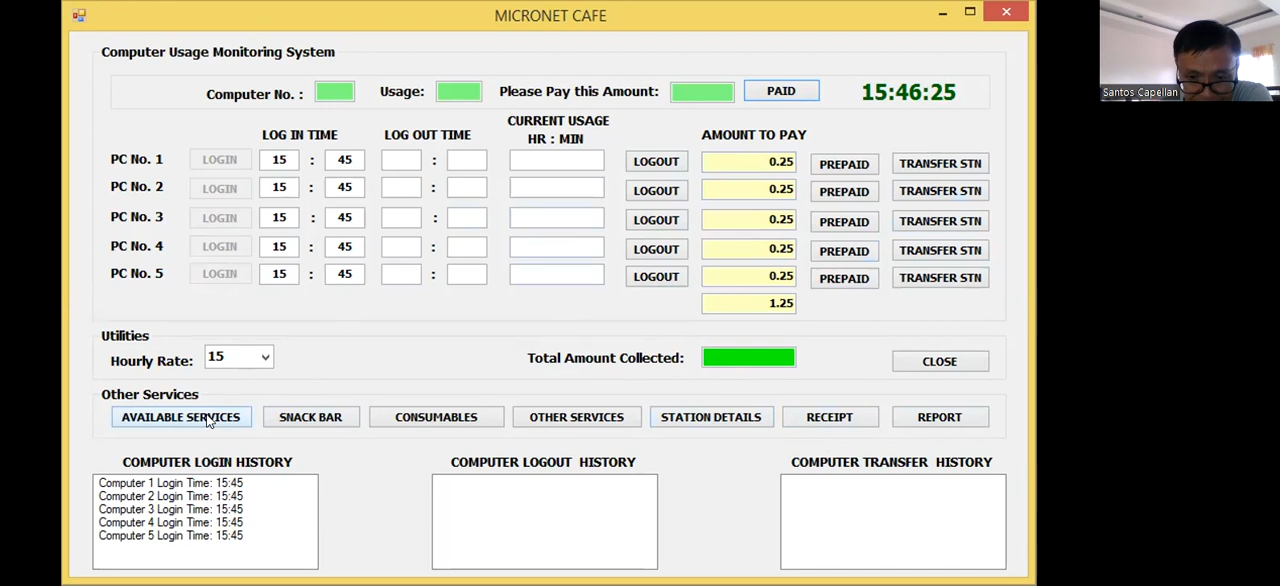 MICRONET CAFE
Computer Usage Monitoring System
Computer No. : Usage: Please Pay this Amount: PAID 15:46:25
LOG IN TIME LOG OUT TIME CURRENT USAGE HR : MIN AMOUNT TO PAY
PC No. 1 LOGIN 15 : 45 : LOGOUT 0.25 PREPAID TRANSFER STN
PC No. 2 LOGIN 15 : 45 : LOGOUT 0.25 PREPAID TRANSFER STN
PC No. 3 LOGIN 15 : 45 : LOGOUT 0.25 PREPAID TRANSFER STN
PC No. 4 LOGIN 15 : 45 : LOGOUT 0.25 PREPAID TRANSFER STN
PC No. 5 LOGIN 15 : 45 : LOGOUT 0.25 PREPAID TRANSFER STN
1.25
Utilities
Hourly Rate: 15 Total Amount Collected: CLOSE
Other Services
AVAILABLE SERVICES SNACK BAR CONSUMABLES OTHER SERVICES STATION DETAILS RECEIPT REPORT
COMPUTER LOGIN HISTORY COMPUTER LOGOUT HISTORY COMPUTER TRANSFER HISTORY
Computer 1 Login Time: 15:45
Computer 2 Login Time: 15:45
Computer 3 Login Time: 15:45
Computer 4 Login Time: 15:45
Computer 5 Login Time: 15:45
Santos Capellan